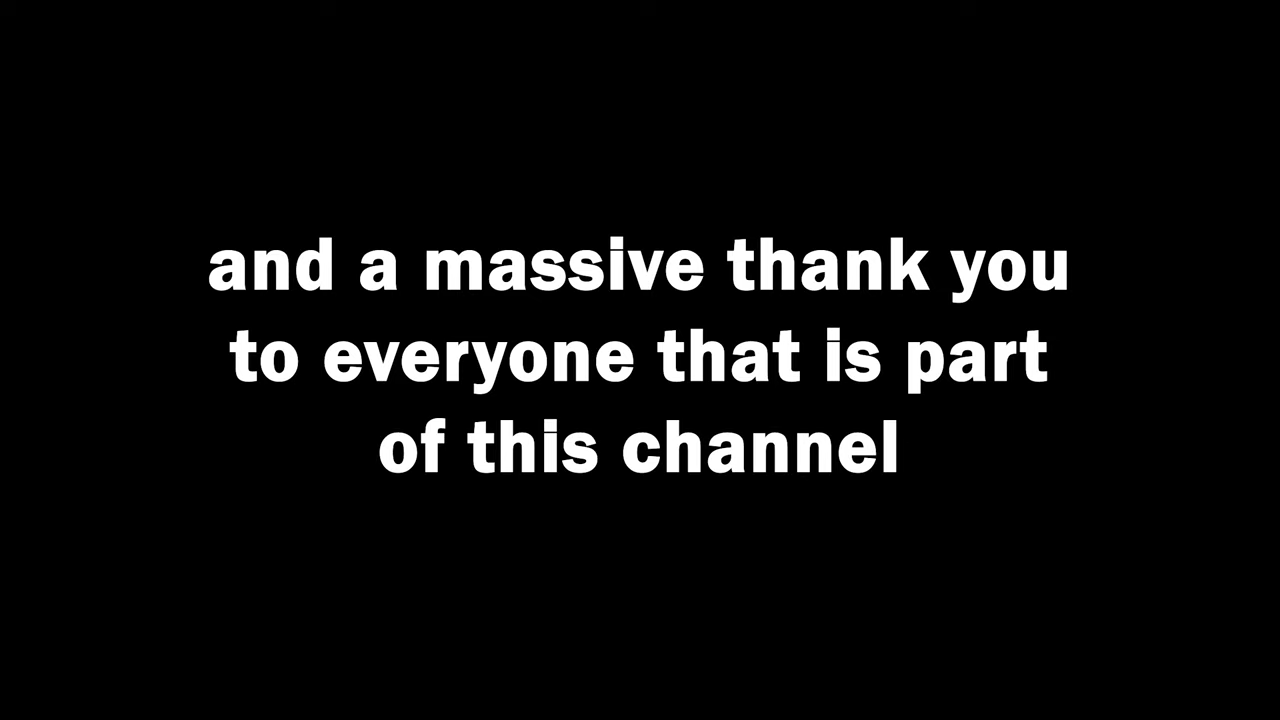 and a massive thank you
to everyone that is part
of this channel